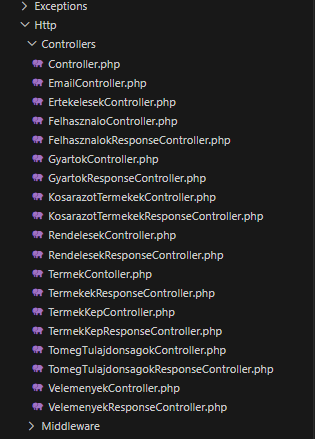 Exceptions
Http
Controllers
Controller.php
EmailController.php
ErtekelesekController.php
FelhasznaloController.php
FelhasznalokResponseController.php
GyartokController.php
GyartokResponseController.php
KosarazotTermekekController.php
KosarazotTermekekResponseController.php
RendelesekController.php
RendelesekResponseController.php
TermekContoller.php
TermekekResponseController.php
TermekKepController.php
TermekKepResponseController.php
TomegTulajdonsagokController.php
TomegTulajdonsagokResponseController.php
VelemenyekController.php
VelemenyekResponseController.php
Middleware